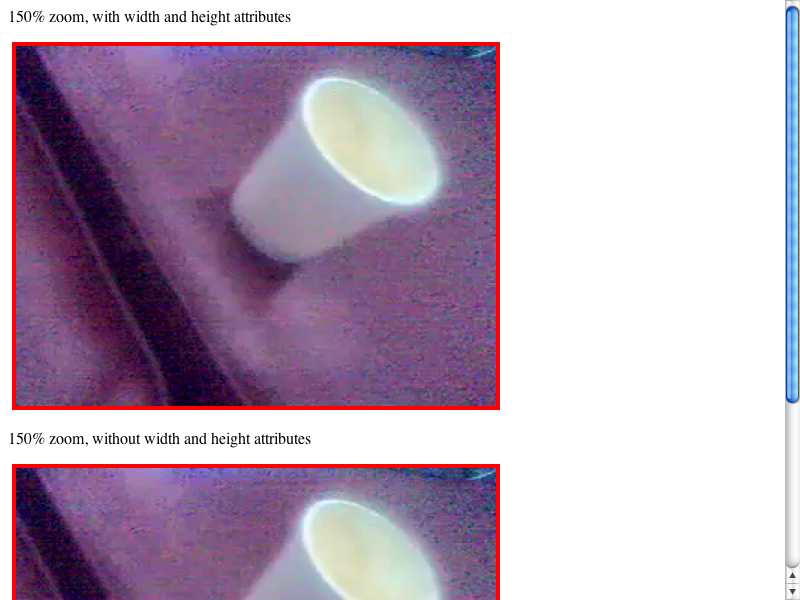 150% zoom, with width and height attributes
150% zoom, without width and height attributes